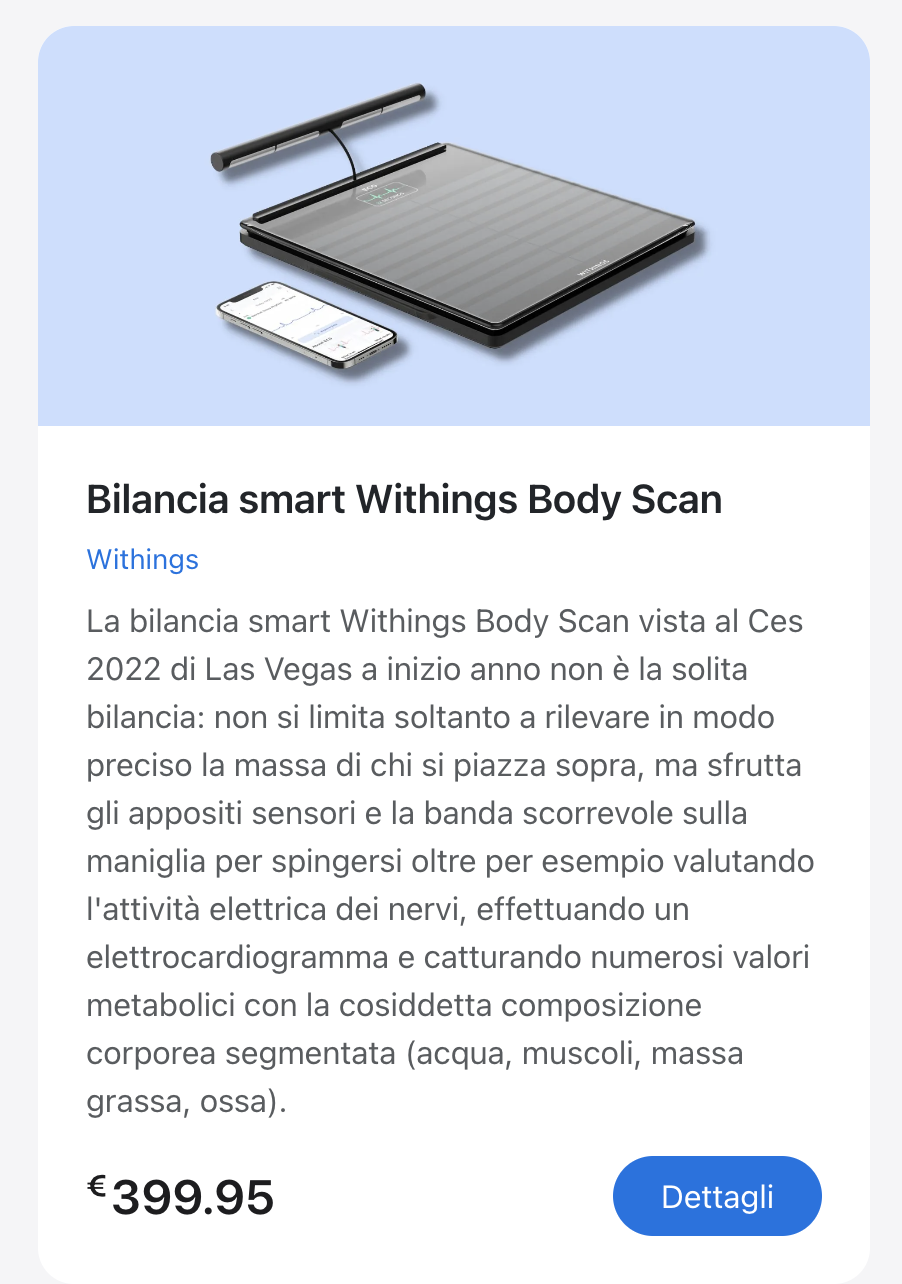 WITHINGS
Bilancia smart Withings Body Scan
Withings
La bilancia smart Withings Body Scan vista al Ces
2022 di Las Vegas a inizio anno non è la solita
bilancia: non si limita soltanto a rilevare in modo
preciso la massa di chi si piazza sopra, ma sfrutta
gli appositi sensori e la banda scorrevole sulla
maniglia per spingersi oltre per esempio valutando
l'attività elettrica dei nervi, effettuando un
elettrocardiogramma e catturando numerosi valori
metabolici con la cosiddetta composizione
corporea segmentata (acqua, muscoli, massa
grassa, ossa).
€399.95
Dettagli